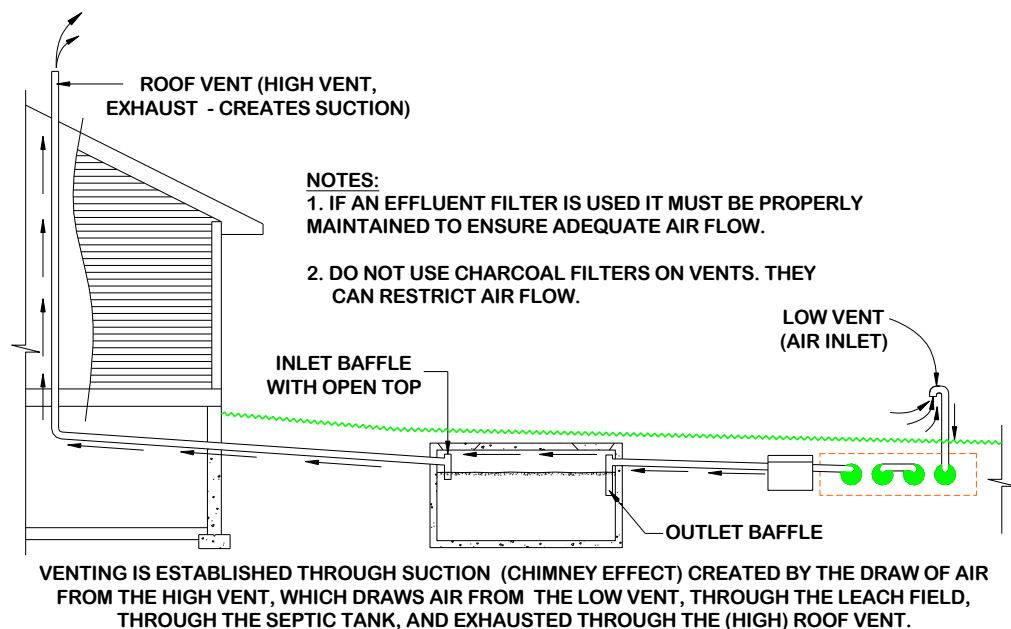 ROOF VENT (HIGH VENT,
EXHAUST - CREATES SUCTION)
NOTES:
1. IF AN EFFLUENT FILTER IS USED IT MUST BE PROPERLY
MAINTAINED TO ENSURE ADEQUATE AIR FLOW.
2. DO NOT USE CHARCOAL FILTERS ON VENTS. THEY
CAN RESTRICT AIR FLOW.
LOW VENT
(AIR INLET)
INLET BAFFLE
WITH OPEN TOP
OUTLET BAFFLE
VENTING IS ESTABLISHED THROUGH SUCTION (CHIMNEY EFFECT) CREATED BY THE DRAW OF AIR
FROM THE HIGH VENT, WHICH DRAWS AIR FROM THE LOW VENT, THROUGH THE LEACH FIELD,
THROUGH THE SEPTIC TANK, AND EXHAUSTED THROUGH THE (HIGH) ROOF VENT.